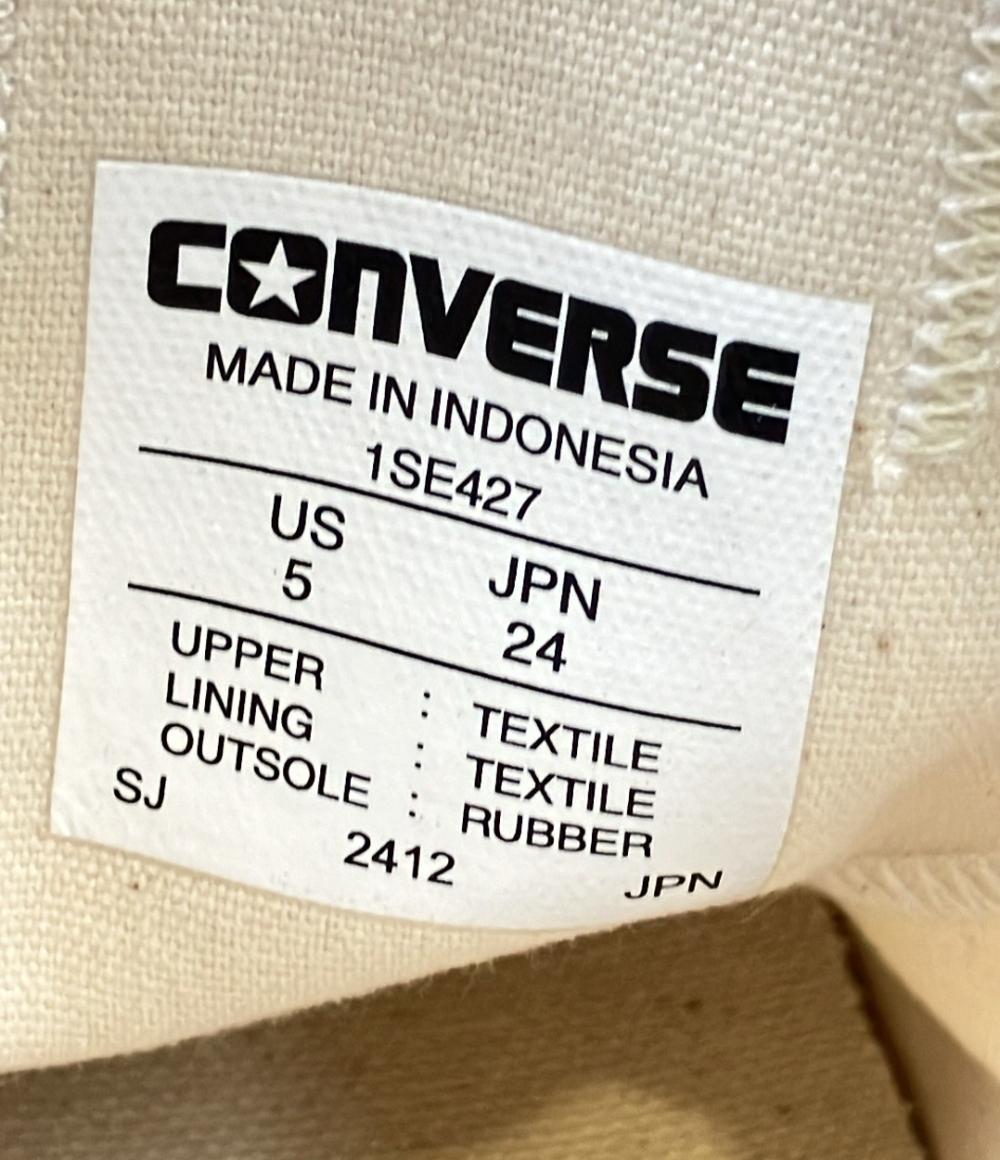 CONVERSE
MADE IN INDONESIA
1SE427
US JPN
5 24
UPPER : TEXTILE
LINING : TEXTILE
OUTSOLE : RUBBER
SJ 2412 JPN